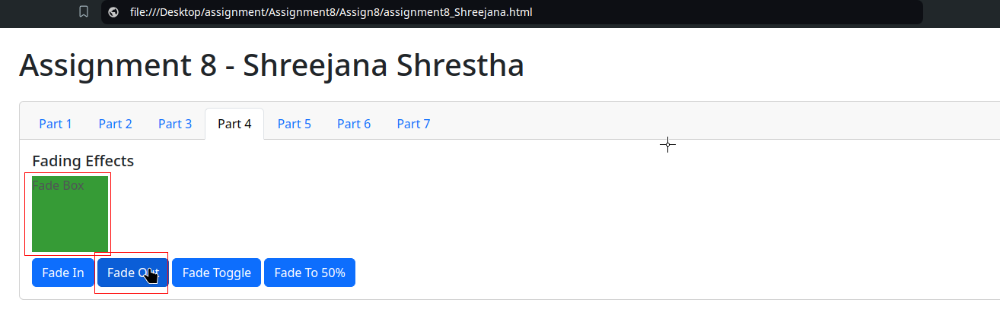 file:///Desktop/assignment/Assignment8/Assign8/assignment8_Shreejana.html
Assignment 8 - Shreejana Shrestha
Part 1 Part 2 Part 3 Part 4 Part 5 Part 6 Part 7
Fading Effects
Fade Box
Fade In Fade Out Fade Toggle Fade To 50%